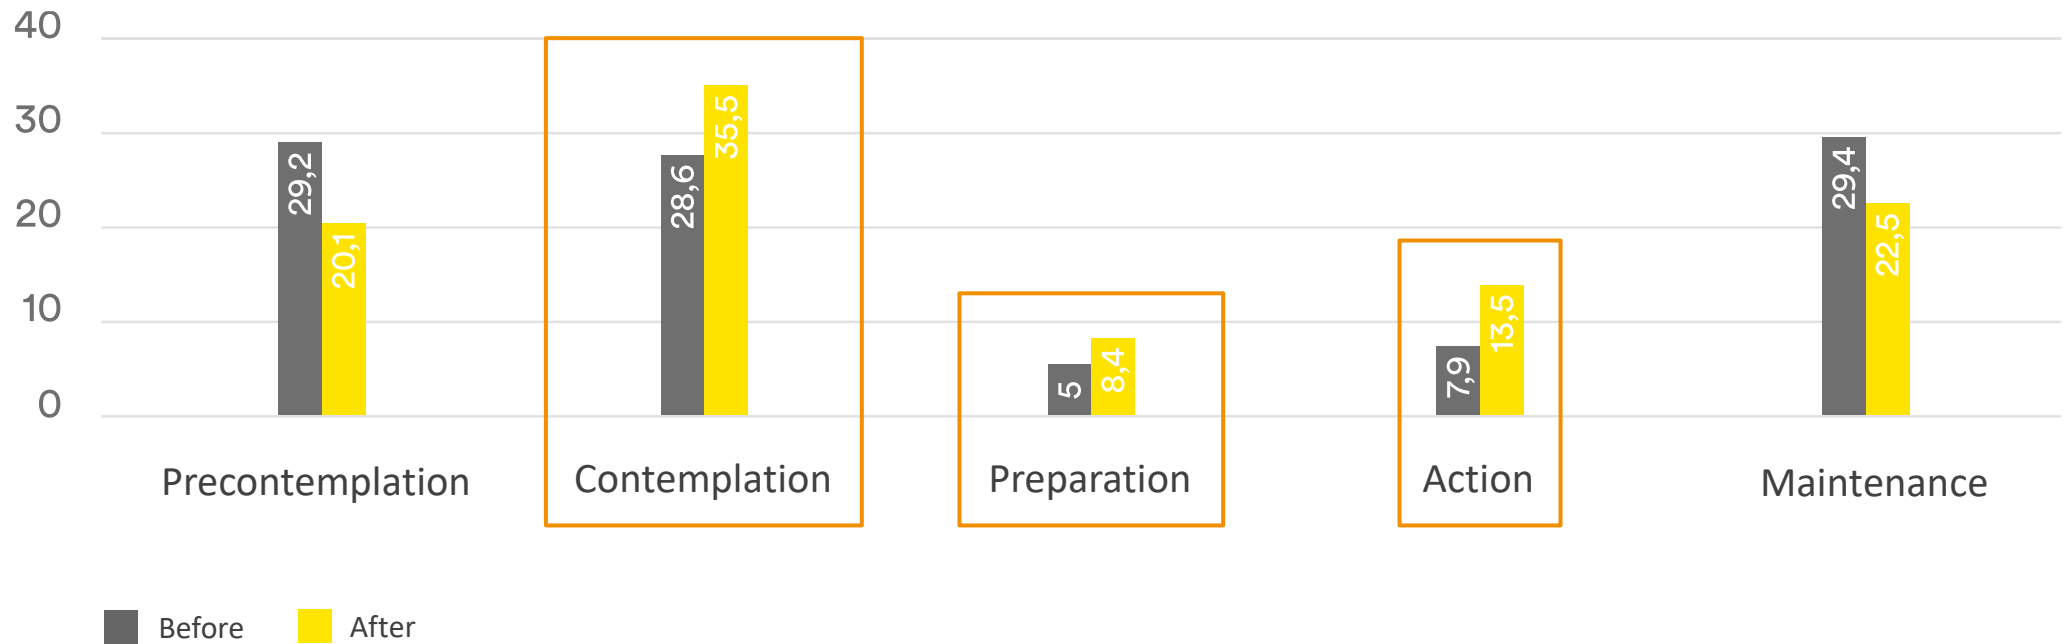 40
30
20
10
0
29,2
20,1
28,6
35,5
5
8,4
7,9
13,5
29,4
22,5
Precontemplation
Contemplation
Preparation
Action
Maintenance
Before
After